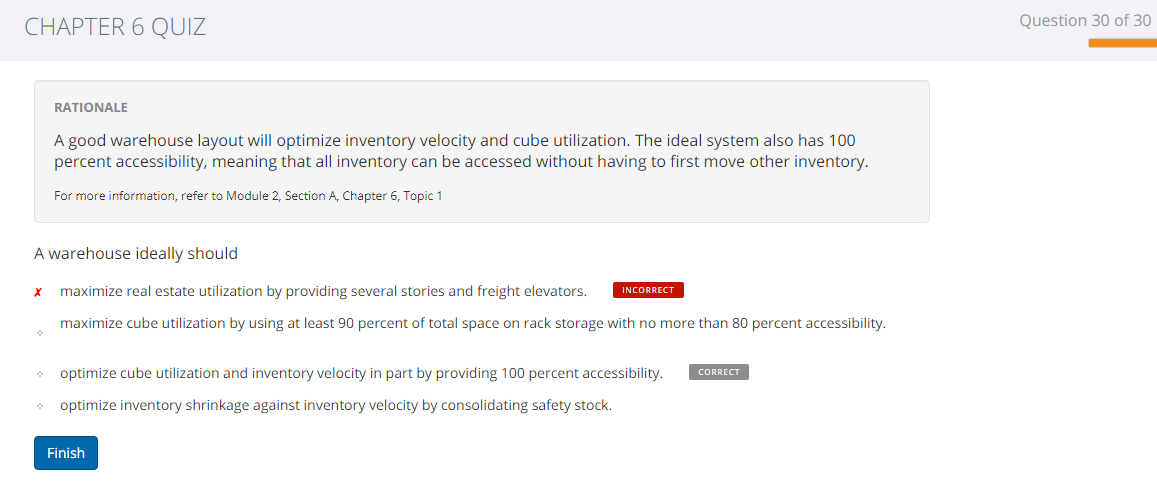 CHAPTER 6 QUIZ
Question 30 of 30
RATIONALE
A good warehouse layout will optimize inventory velocity and cube utilization. The ideal system also has 100
percent accessibility, meaning that all inventory can be accessed without having to first move other inventory.
For more information, refer to Module 2, Section A, Chapter 6, Topic 1
A warehouse ideally should
✗ maximize real estate utilization by providing several stories and freight elevators. INCORRECT
maximize cube utilization by using at least 90 percent of total space on rack storage with no more than 80 percent accessibility.
optimize cube utilization and inventory velocity in part by providing 100 percent accessibility. CORRECT
optimize inventory shrinkage against inventory velocity by consolidating safety stock.
Finish